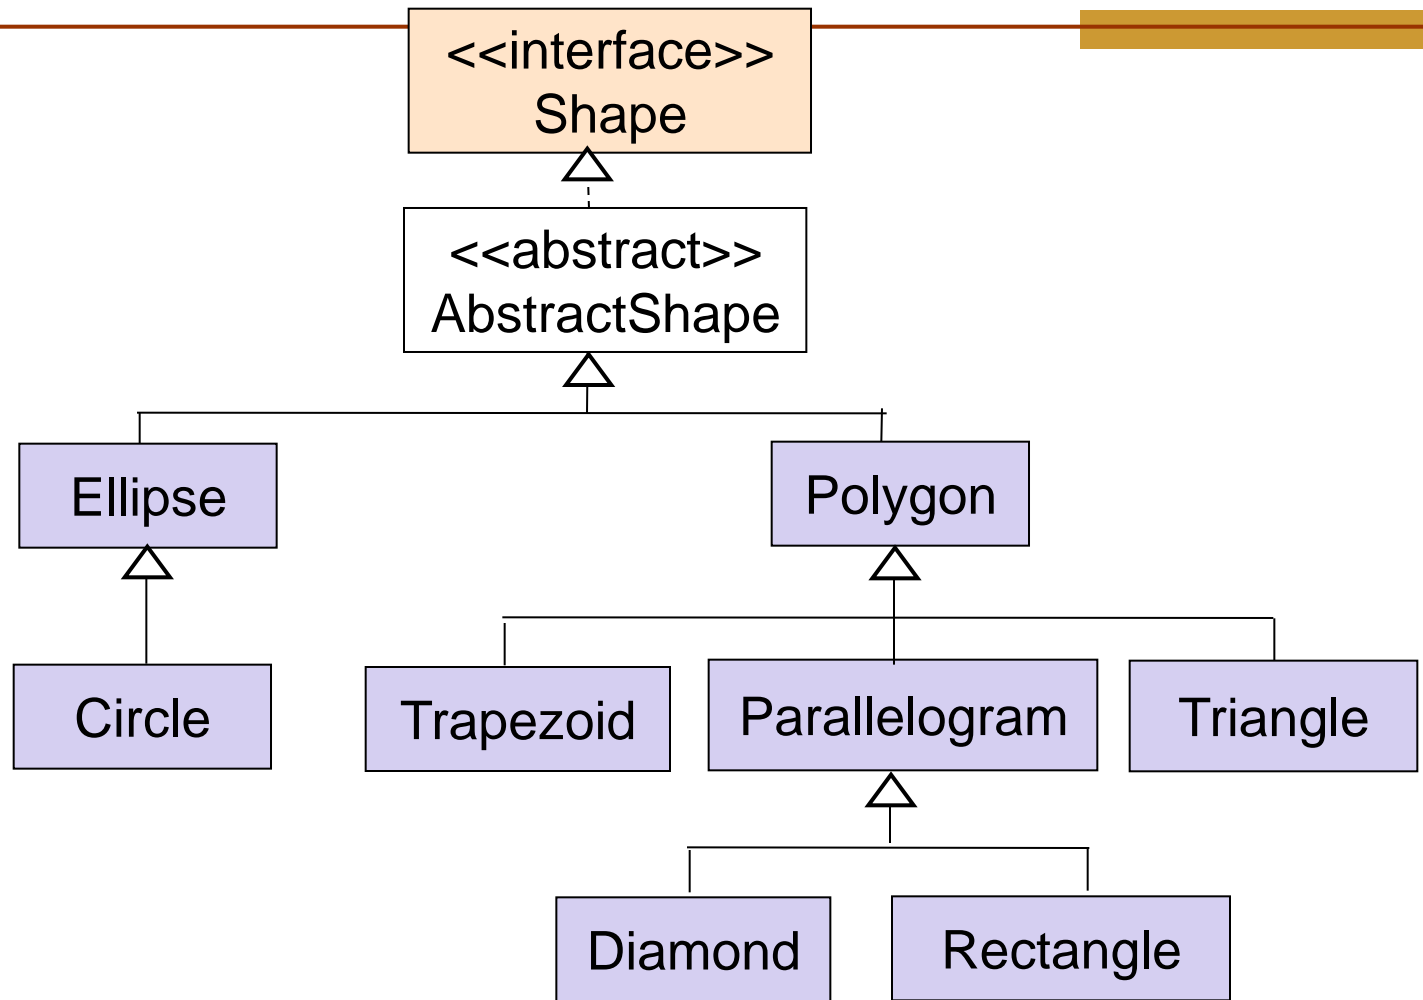 <<interface>>
Shape
<<abstract>>
AbstractShape
Ellipse
Polygon
Circle
Trapezoid
Parallelogram
Triangle
Diamond
Rectangle